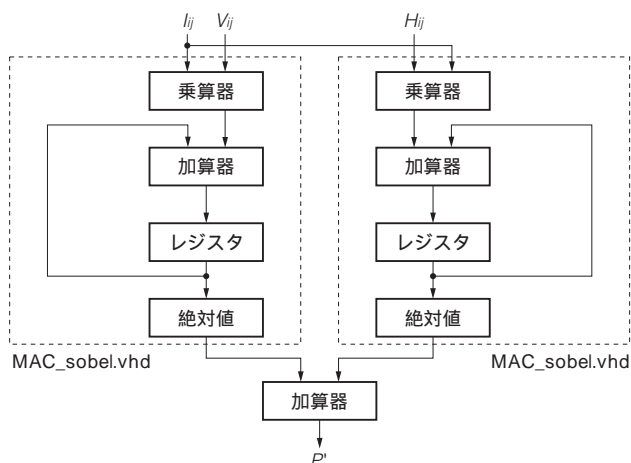 Iij Vij Hij
乗算器 乗算器
加算器 加算器
レジスタ レジスタ
絶対値 絶対値
MAC_sobel.vhd MAC_sobel.vhd
加算器
P'